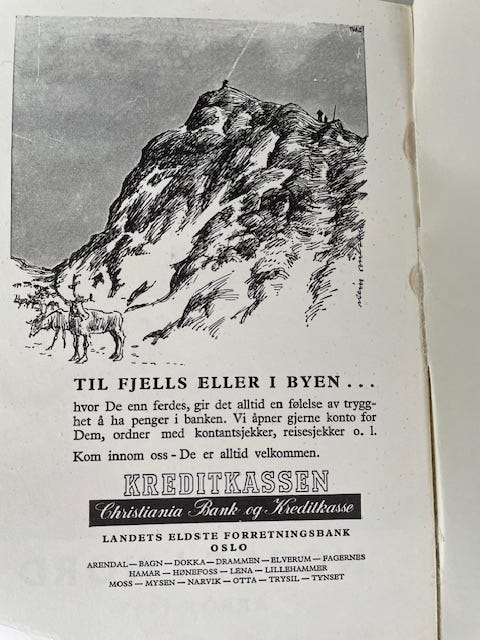 TIL FJELLS ELLER I BYEN . . .
hvor De enn ferdes, gir det alltid en følelse av trygg-
het å ha penger i banken. Vi åpner gjerne konto for
Dem, ordner med kontantsjekker, reisesjekker o. l.
Kom innom oss - De er alltid velkommen.
KREDITKASSEN
Christiania Bank og Kreditkasse
LANDETS ELDSTE FORRETNINGSBANK
OSLO
ARENDAL — BAGN — DOKKA — DRAMMEN — ELVERUM — FAGERNES
HAMAR — HØNEFOSS — LENA — LILLEHAMMER
MOSS — MYSEN — NARVIK — OTTA — TRYSIL — TYNSET